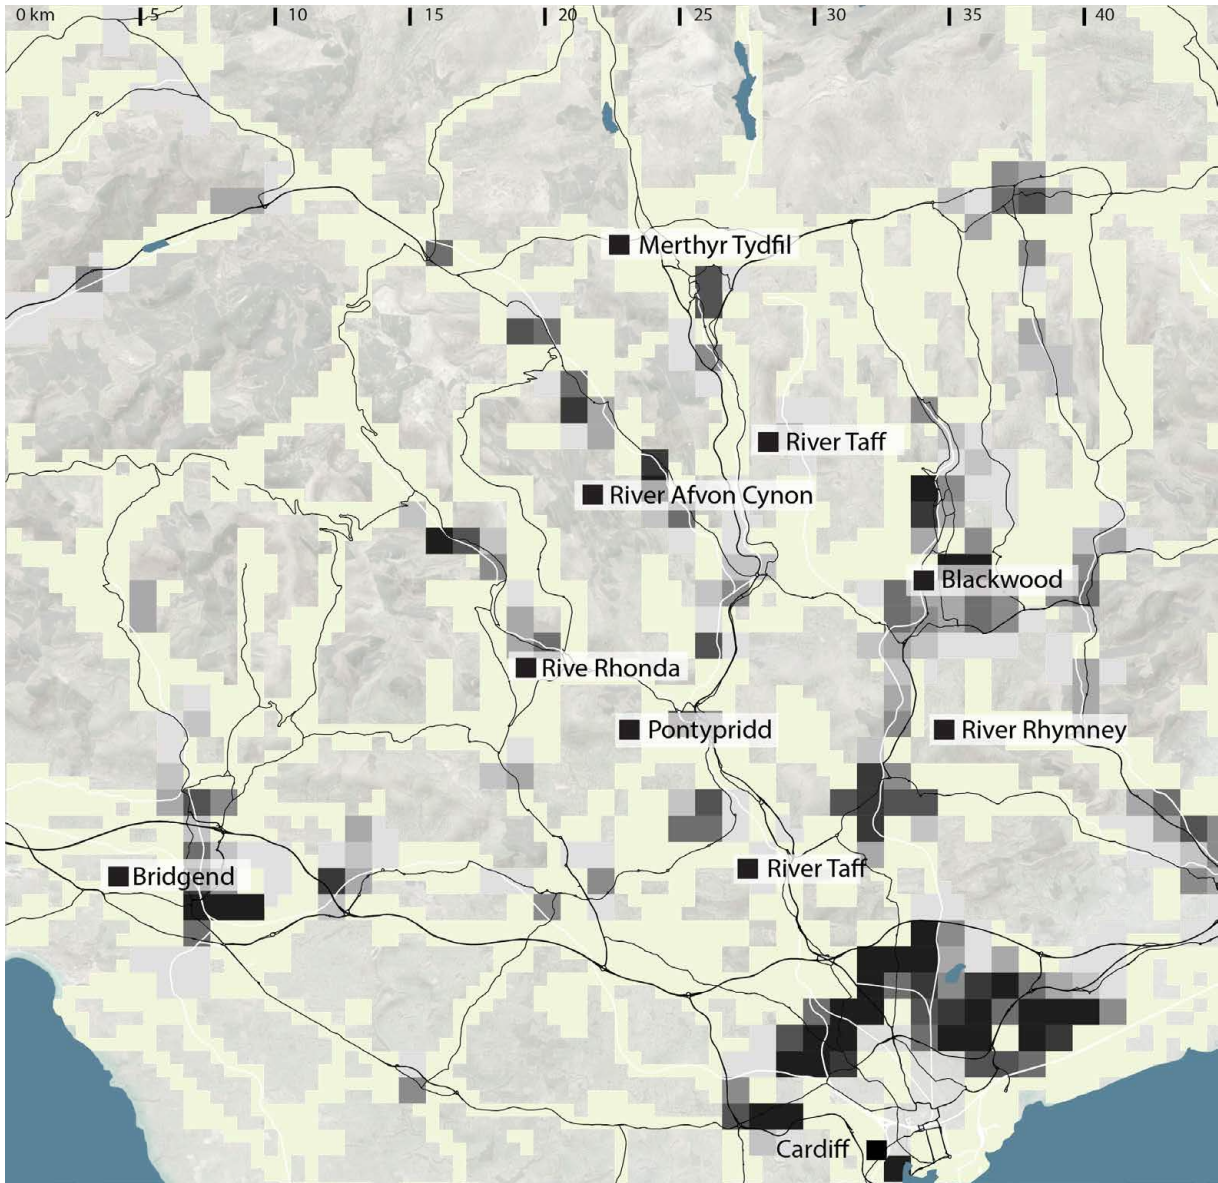 0 km 5 10 15 20 25 30 35 40
Merthyr Tydfil
River Taff
River Afvon Cynon
Blackwood
Rive Rhonda
Pontypridd
River Rhymney
River Taff
Bridgend
Cardiff